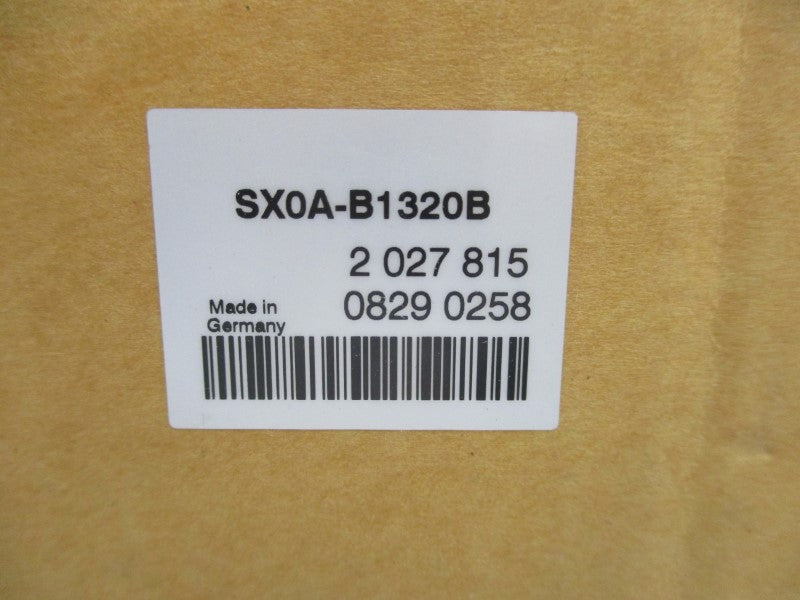 SX0A-B1320B
2 027 815
Made in
Germany
0829 0258